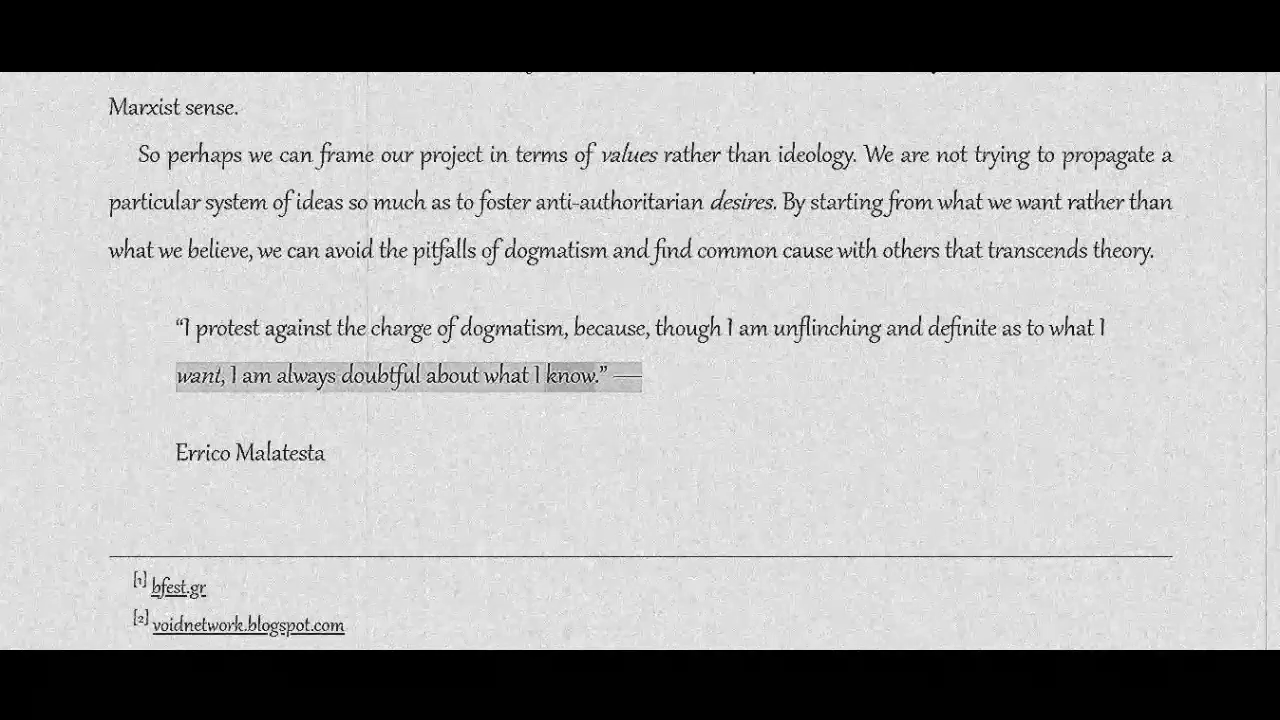 Marxist sense.
So perhaps we can frame our project in terms of values rather than ideology. We are not trying to propagate a
particular system of ideas so much as to foster anti-authoritarian desires. By starting from what we want rather than
what we believe, we can avoid the pitfalls of dogmatism and find common cause with others that transcends theory.
“I protest against the charge of dogmatism, because, though I am unflinching and definite as to what I
want, I am always doubtful about what I know.” —
Errico Malatesta
[1] bfest.gr
[2] voidnetwork.blogspot.com